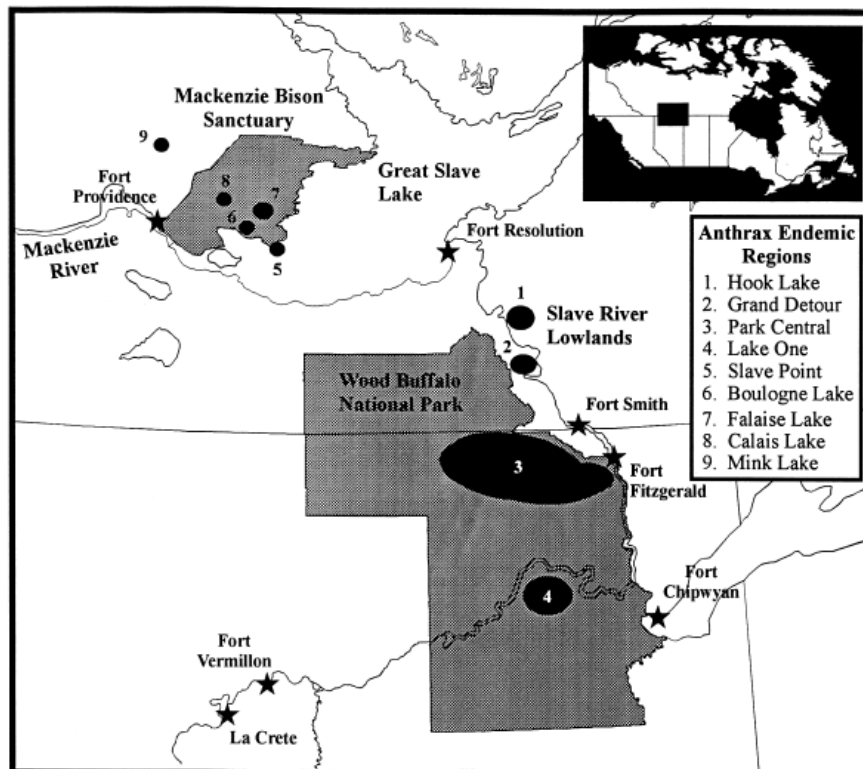 Mackenzie Bison
Sanctuary
9
Fort
Providence
8
7
6
5
Great Slave
Lake
Mackenzie
River
Fort Resolution
1
Slave River
Lowlands
2
Wood Buffalo
National Park
Fort Smith
3
Fort
Fitzgerald
4
Fort
Chipwyan
Fort
Vermillon
La Crete
Anthrax Endemic
Regions
1. Hook Lake
2. Grand Detour
3. Park Central
4. Lake One
5. Slave Point
6. Boulogne Lake
7. Falaise Lake
8. Calais Lake
9. Mink Lake